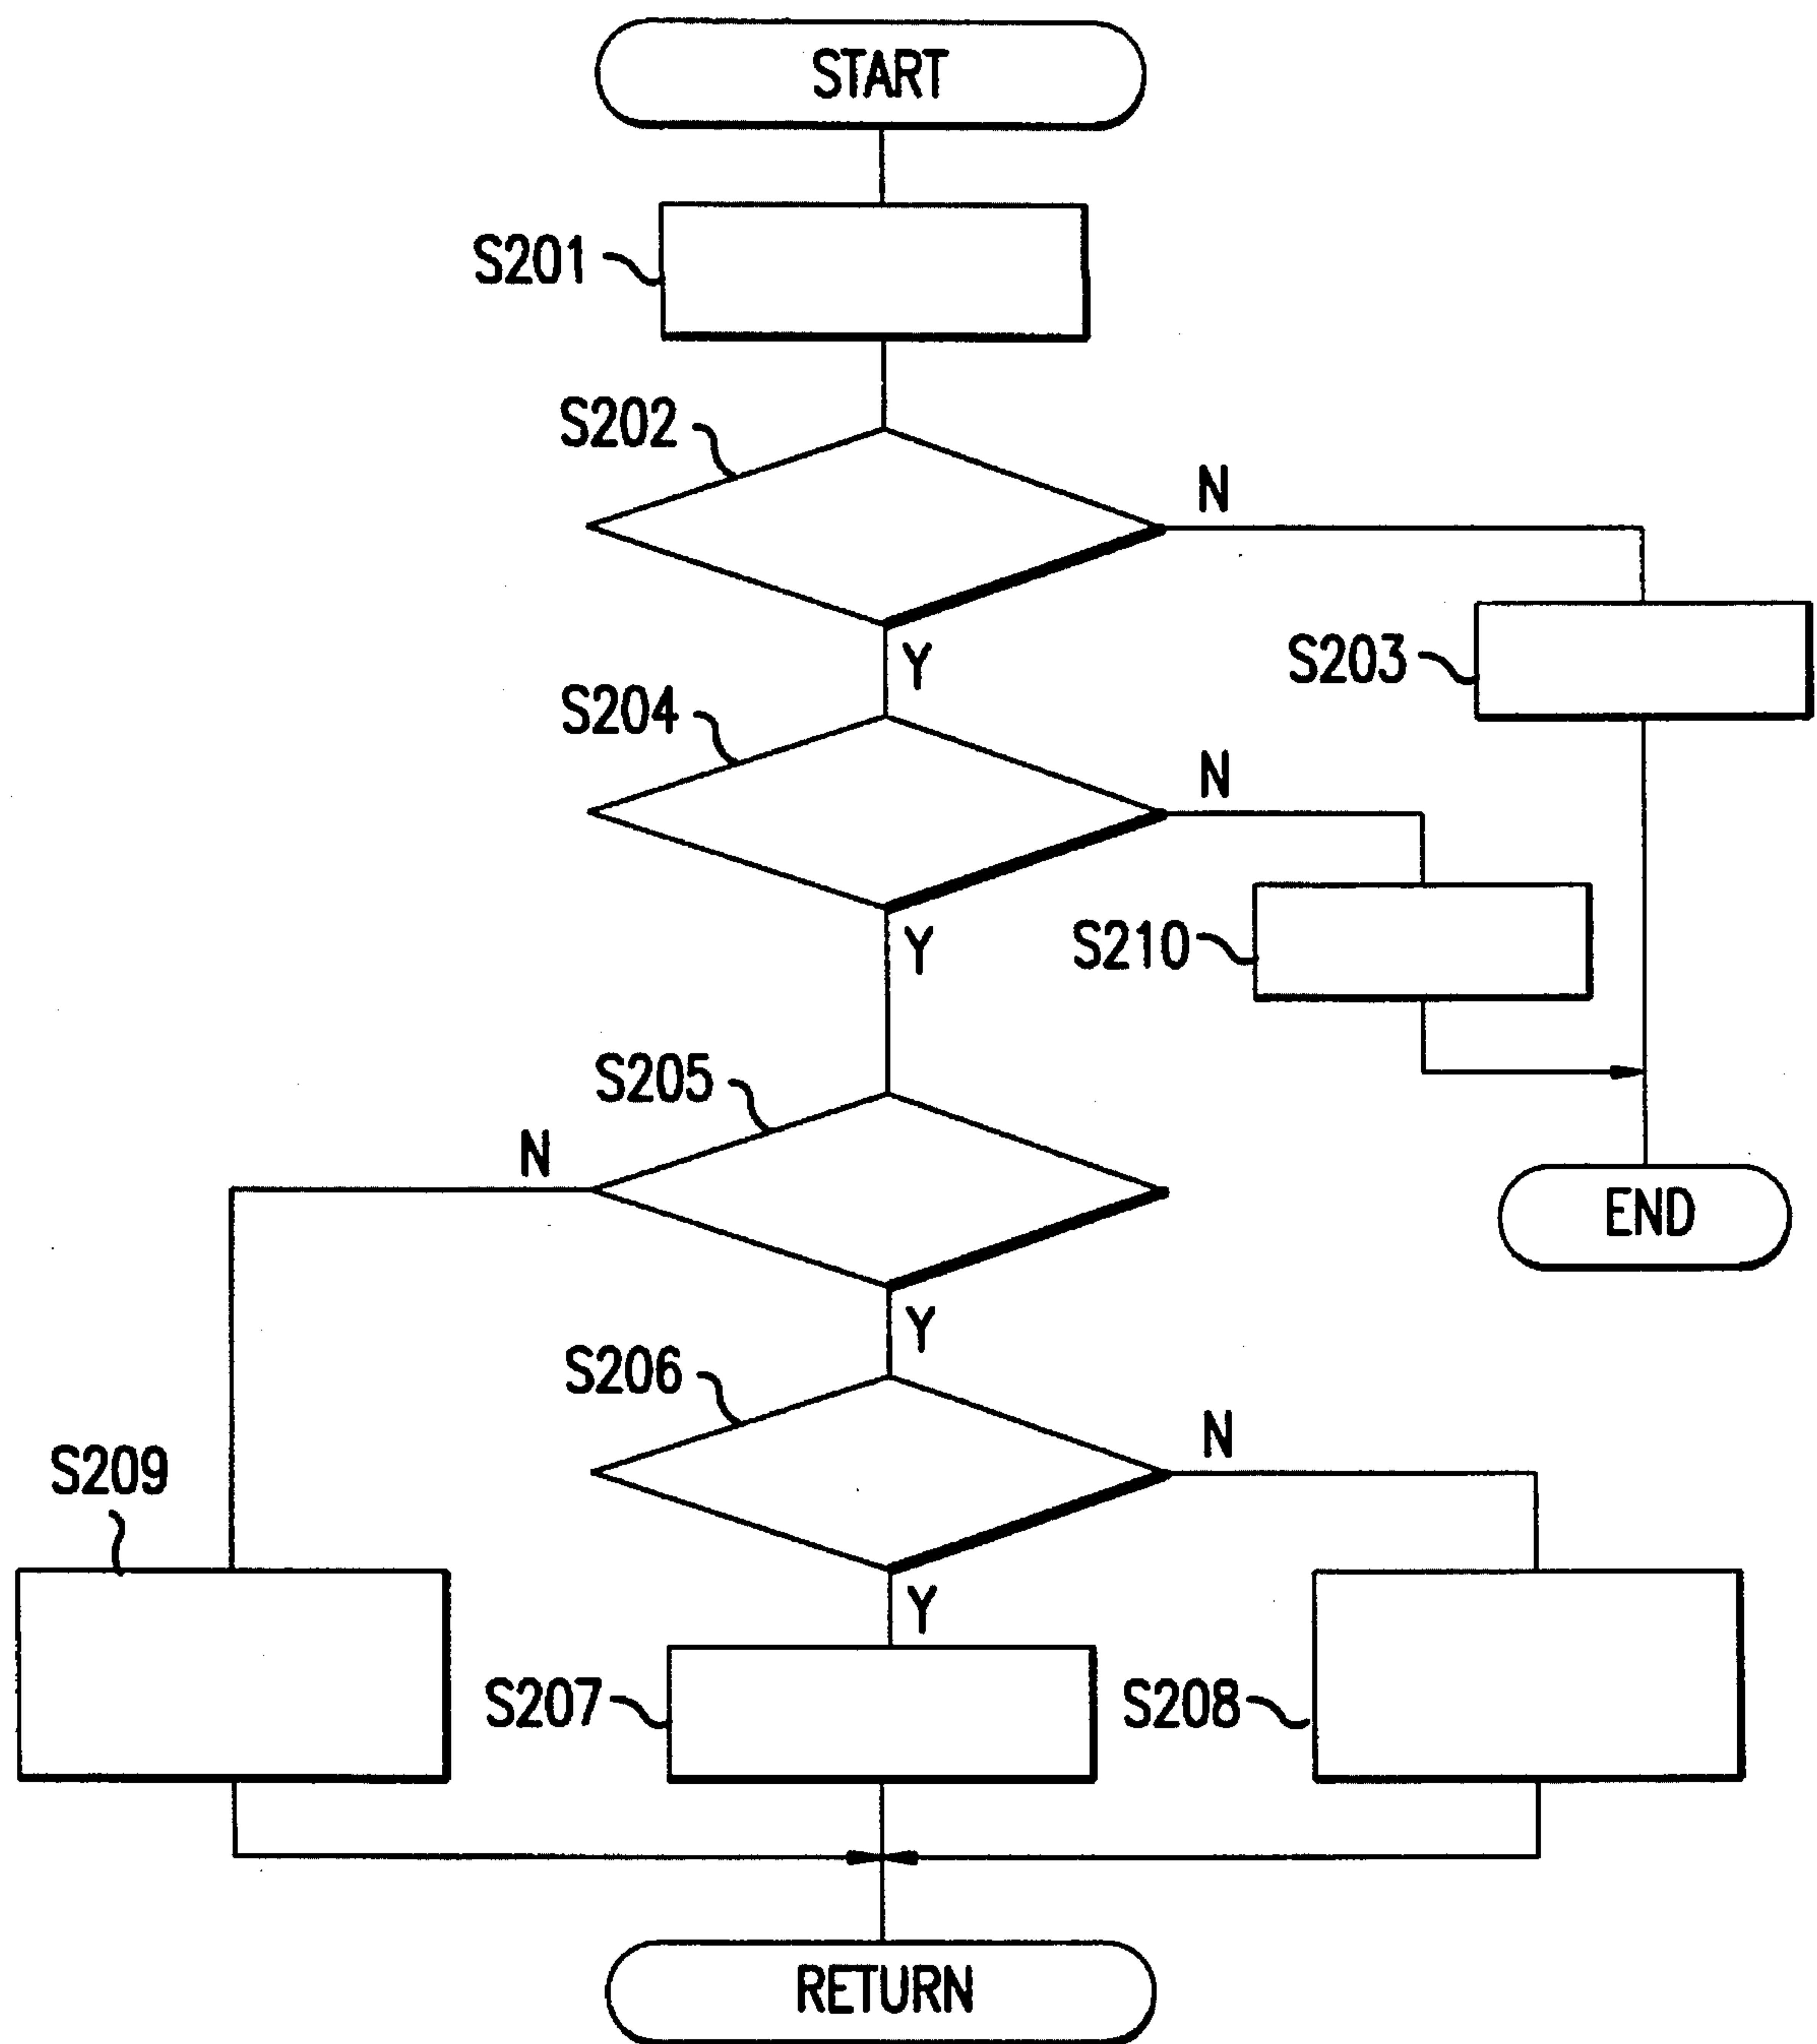 START
S201
S202
N
Y
S203
S204
N
Y
S210
S205
N
END
Y
S206
N
S209
Y
S207
S208
RETURN